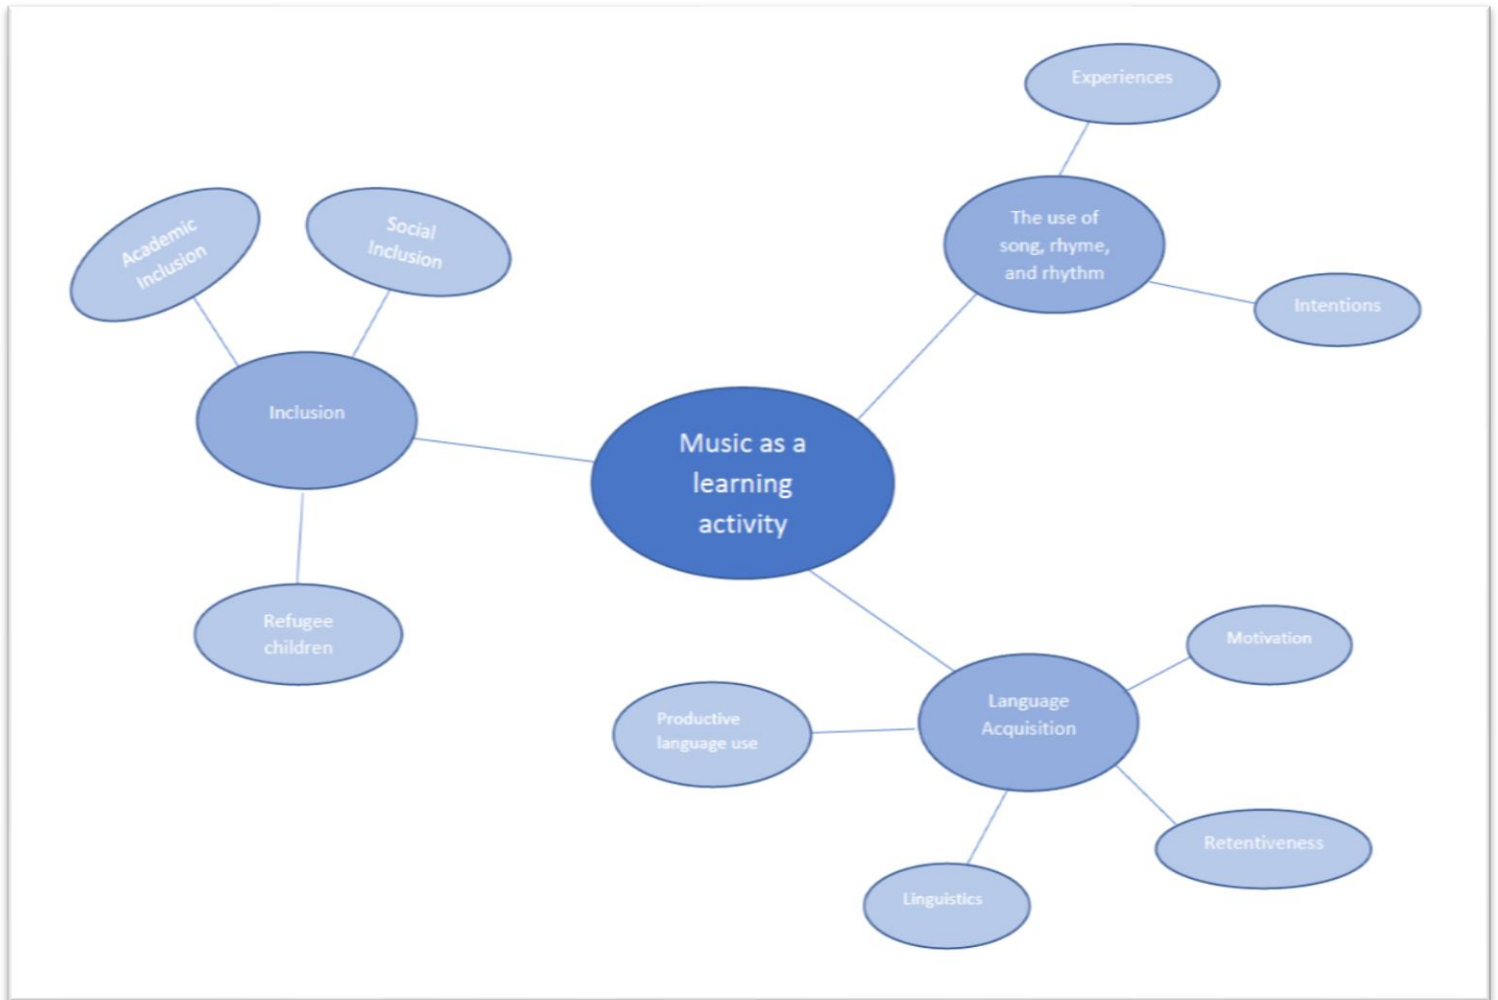 Experiences
The use of
song, rhyme,
and rhythm
Intentions
Academic
Inclusion
Social
Inclusion
Inclusion
Refugee
children
Music as a
learning
activity
Language
Acquisition
Motivation
Productive
language use
Retentiveness
Linguistics